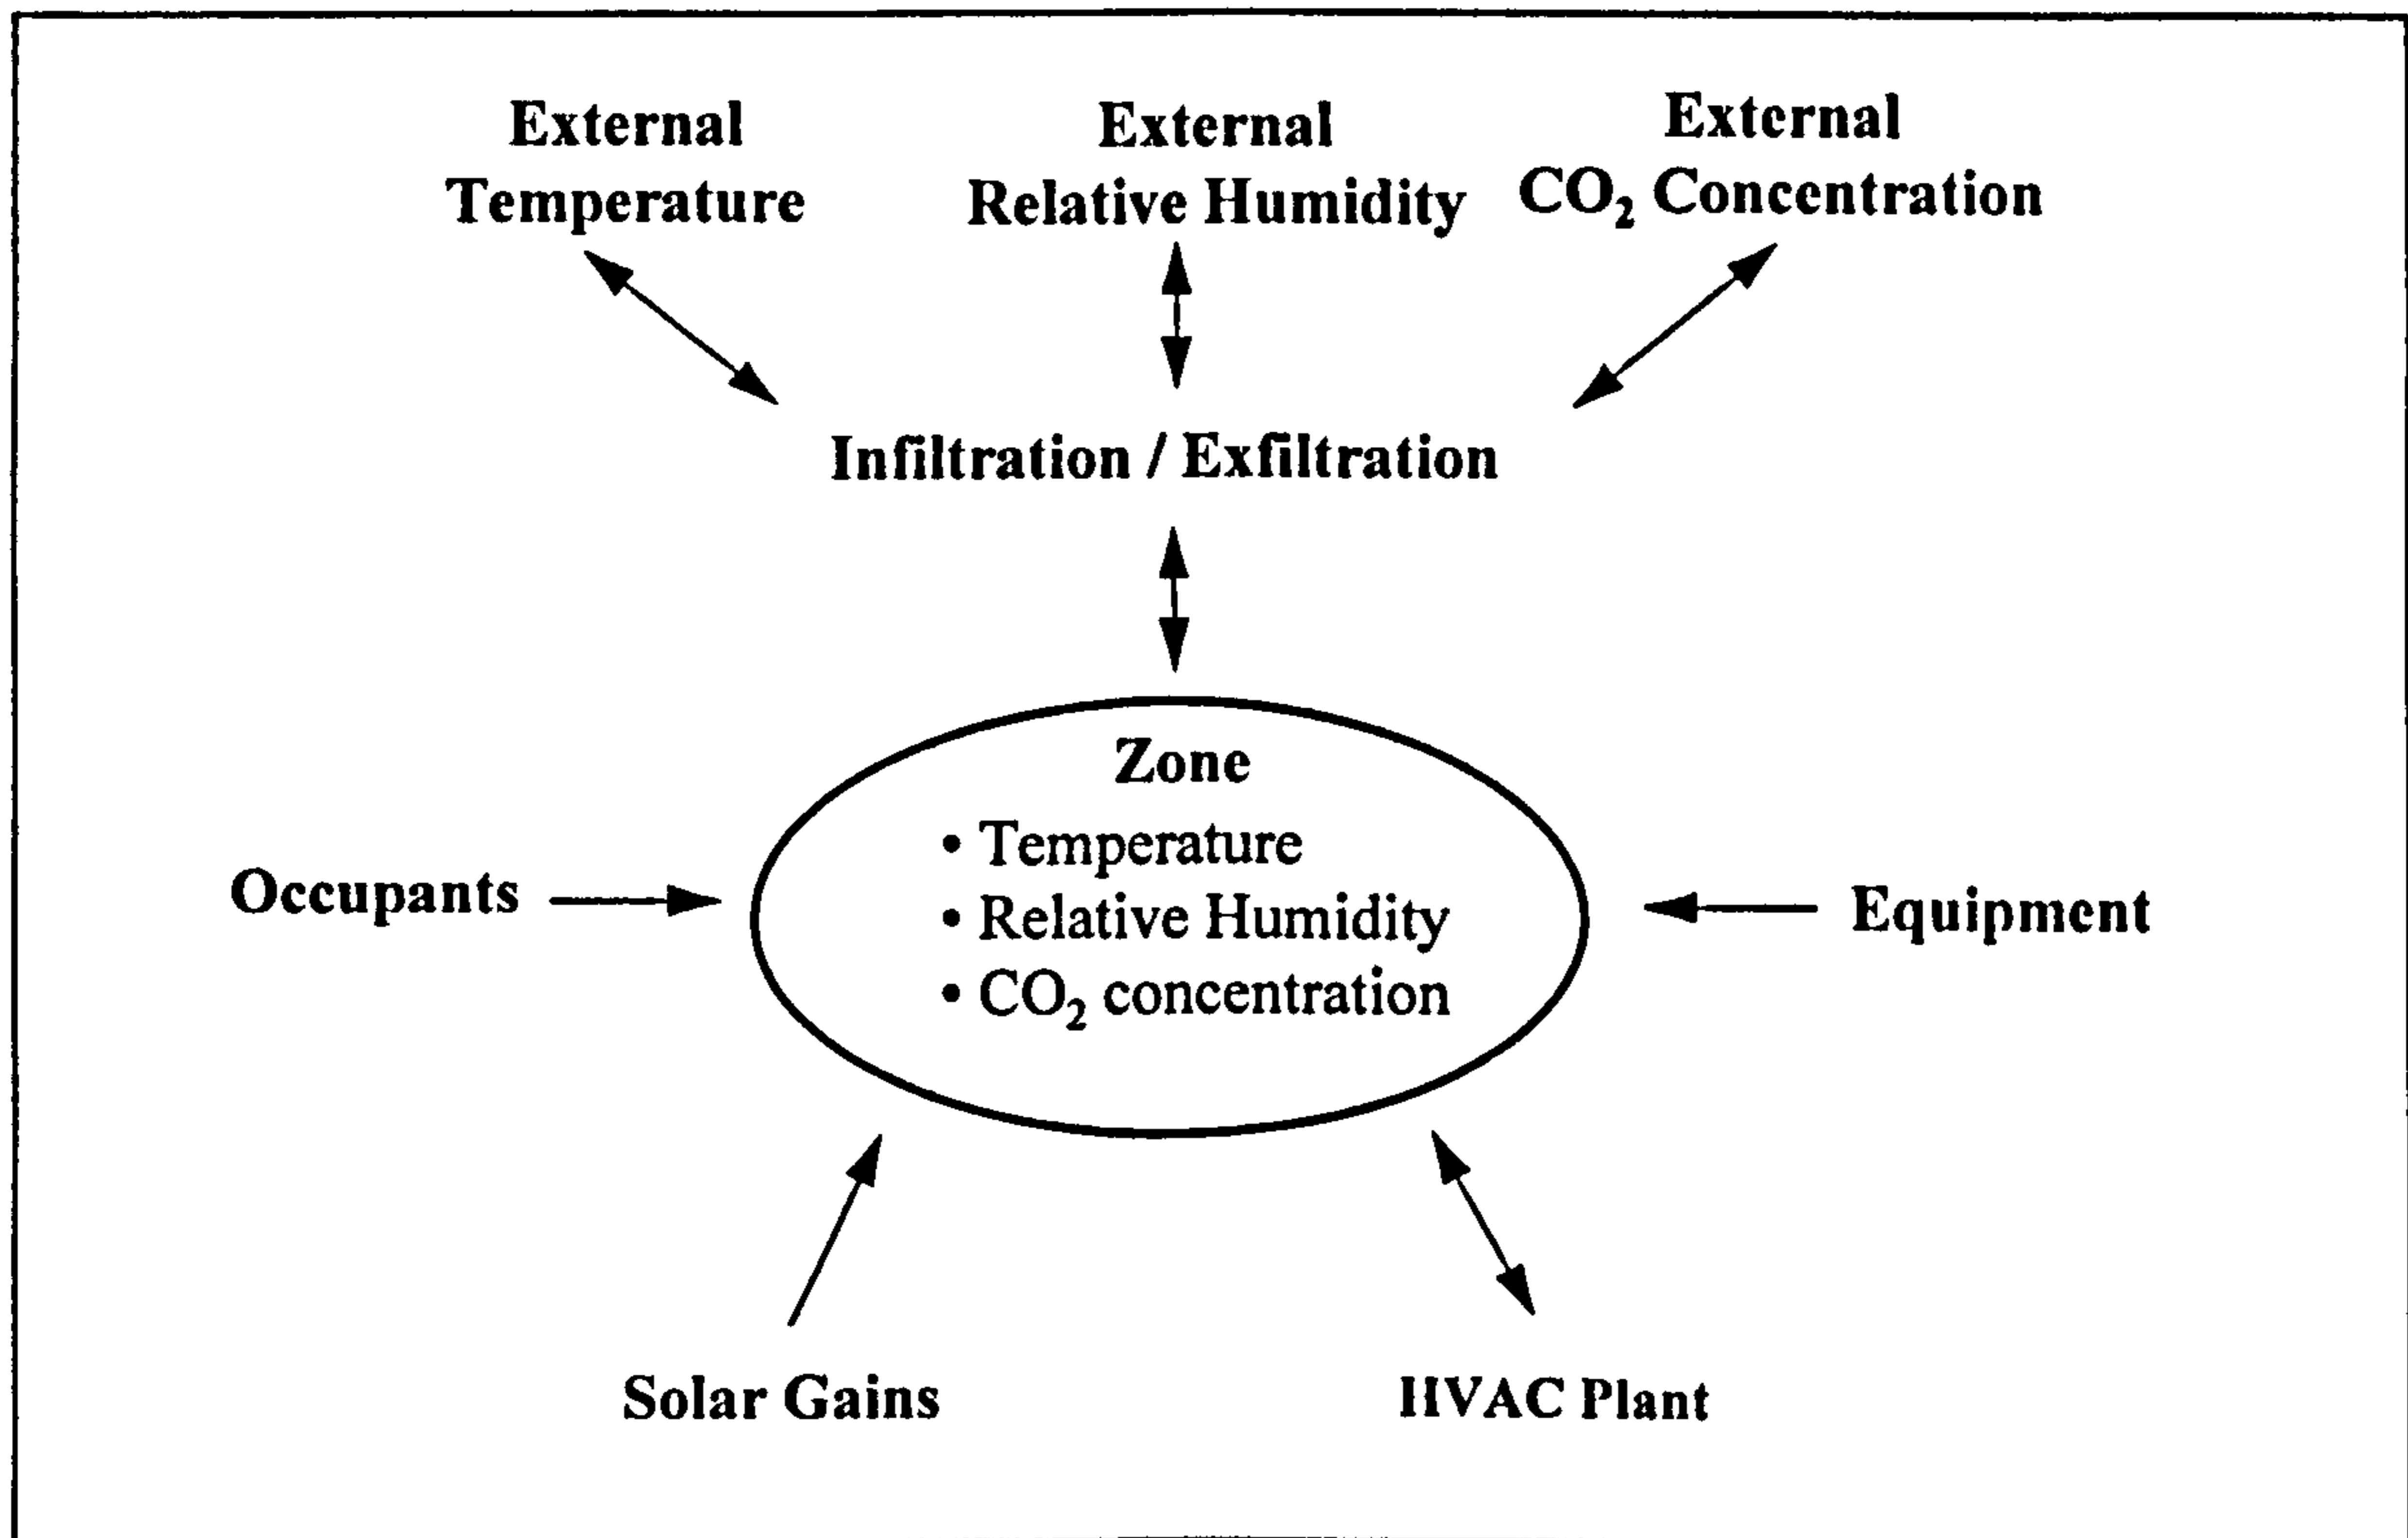 External
Temperature
External
Relative Humidity
External
CO₂ Concentration
Infiltration / Exfiltration
Zone
• Temperature
• Relative Humidity
• CO₂ concentration
Occupants
Equipment
Solar Gains
HVAC Plant